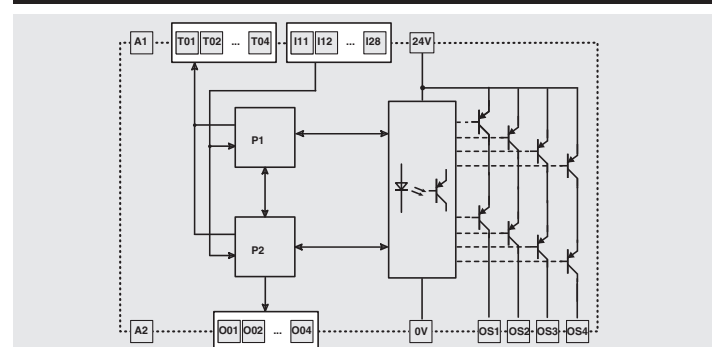 A1 T01 T02 ... T04 I11 I12 ... I28 24V
P1
P2
A2 O01 O02 ... O04 0V OS1 OS2 OS3 OS4